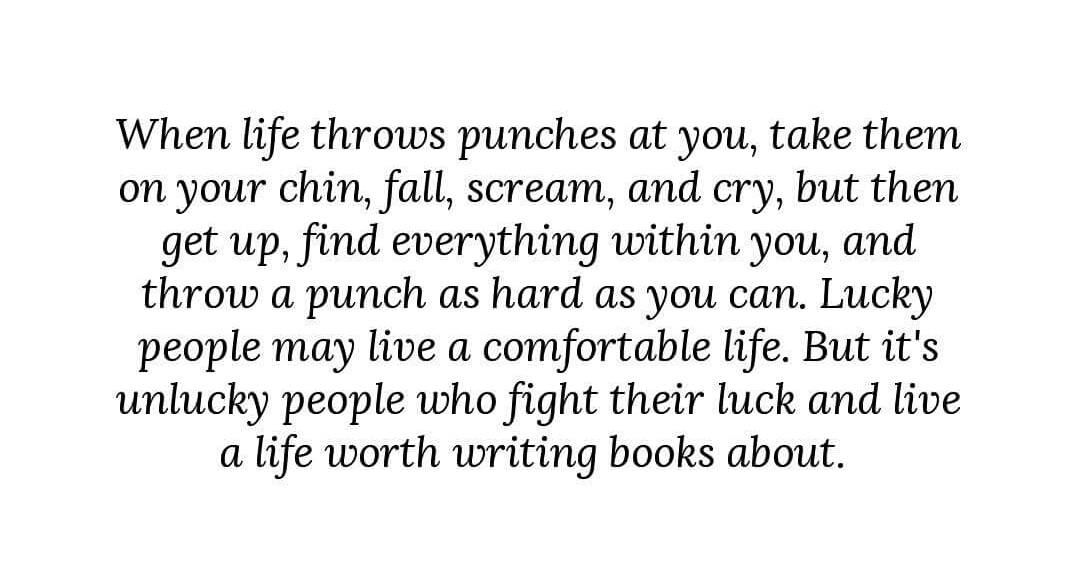 When life throws punches at you, take them
on your chin, fall, scream, and cry, but then
get up, find everything within you, and
throw a punch as hard as you can. Lucky
people may live a comfortable life. But it's
unlucky people who fight their luck and live
a life worth writing books about.